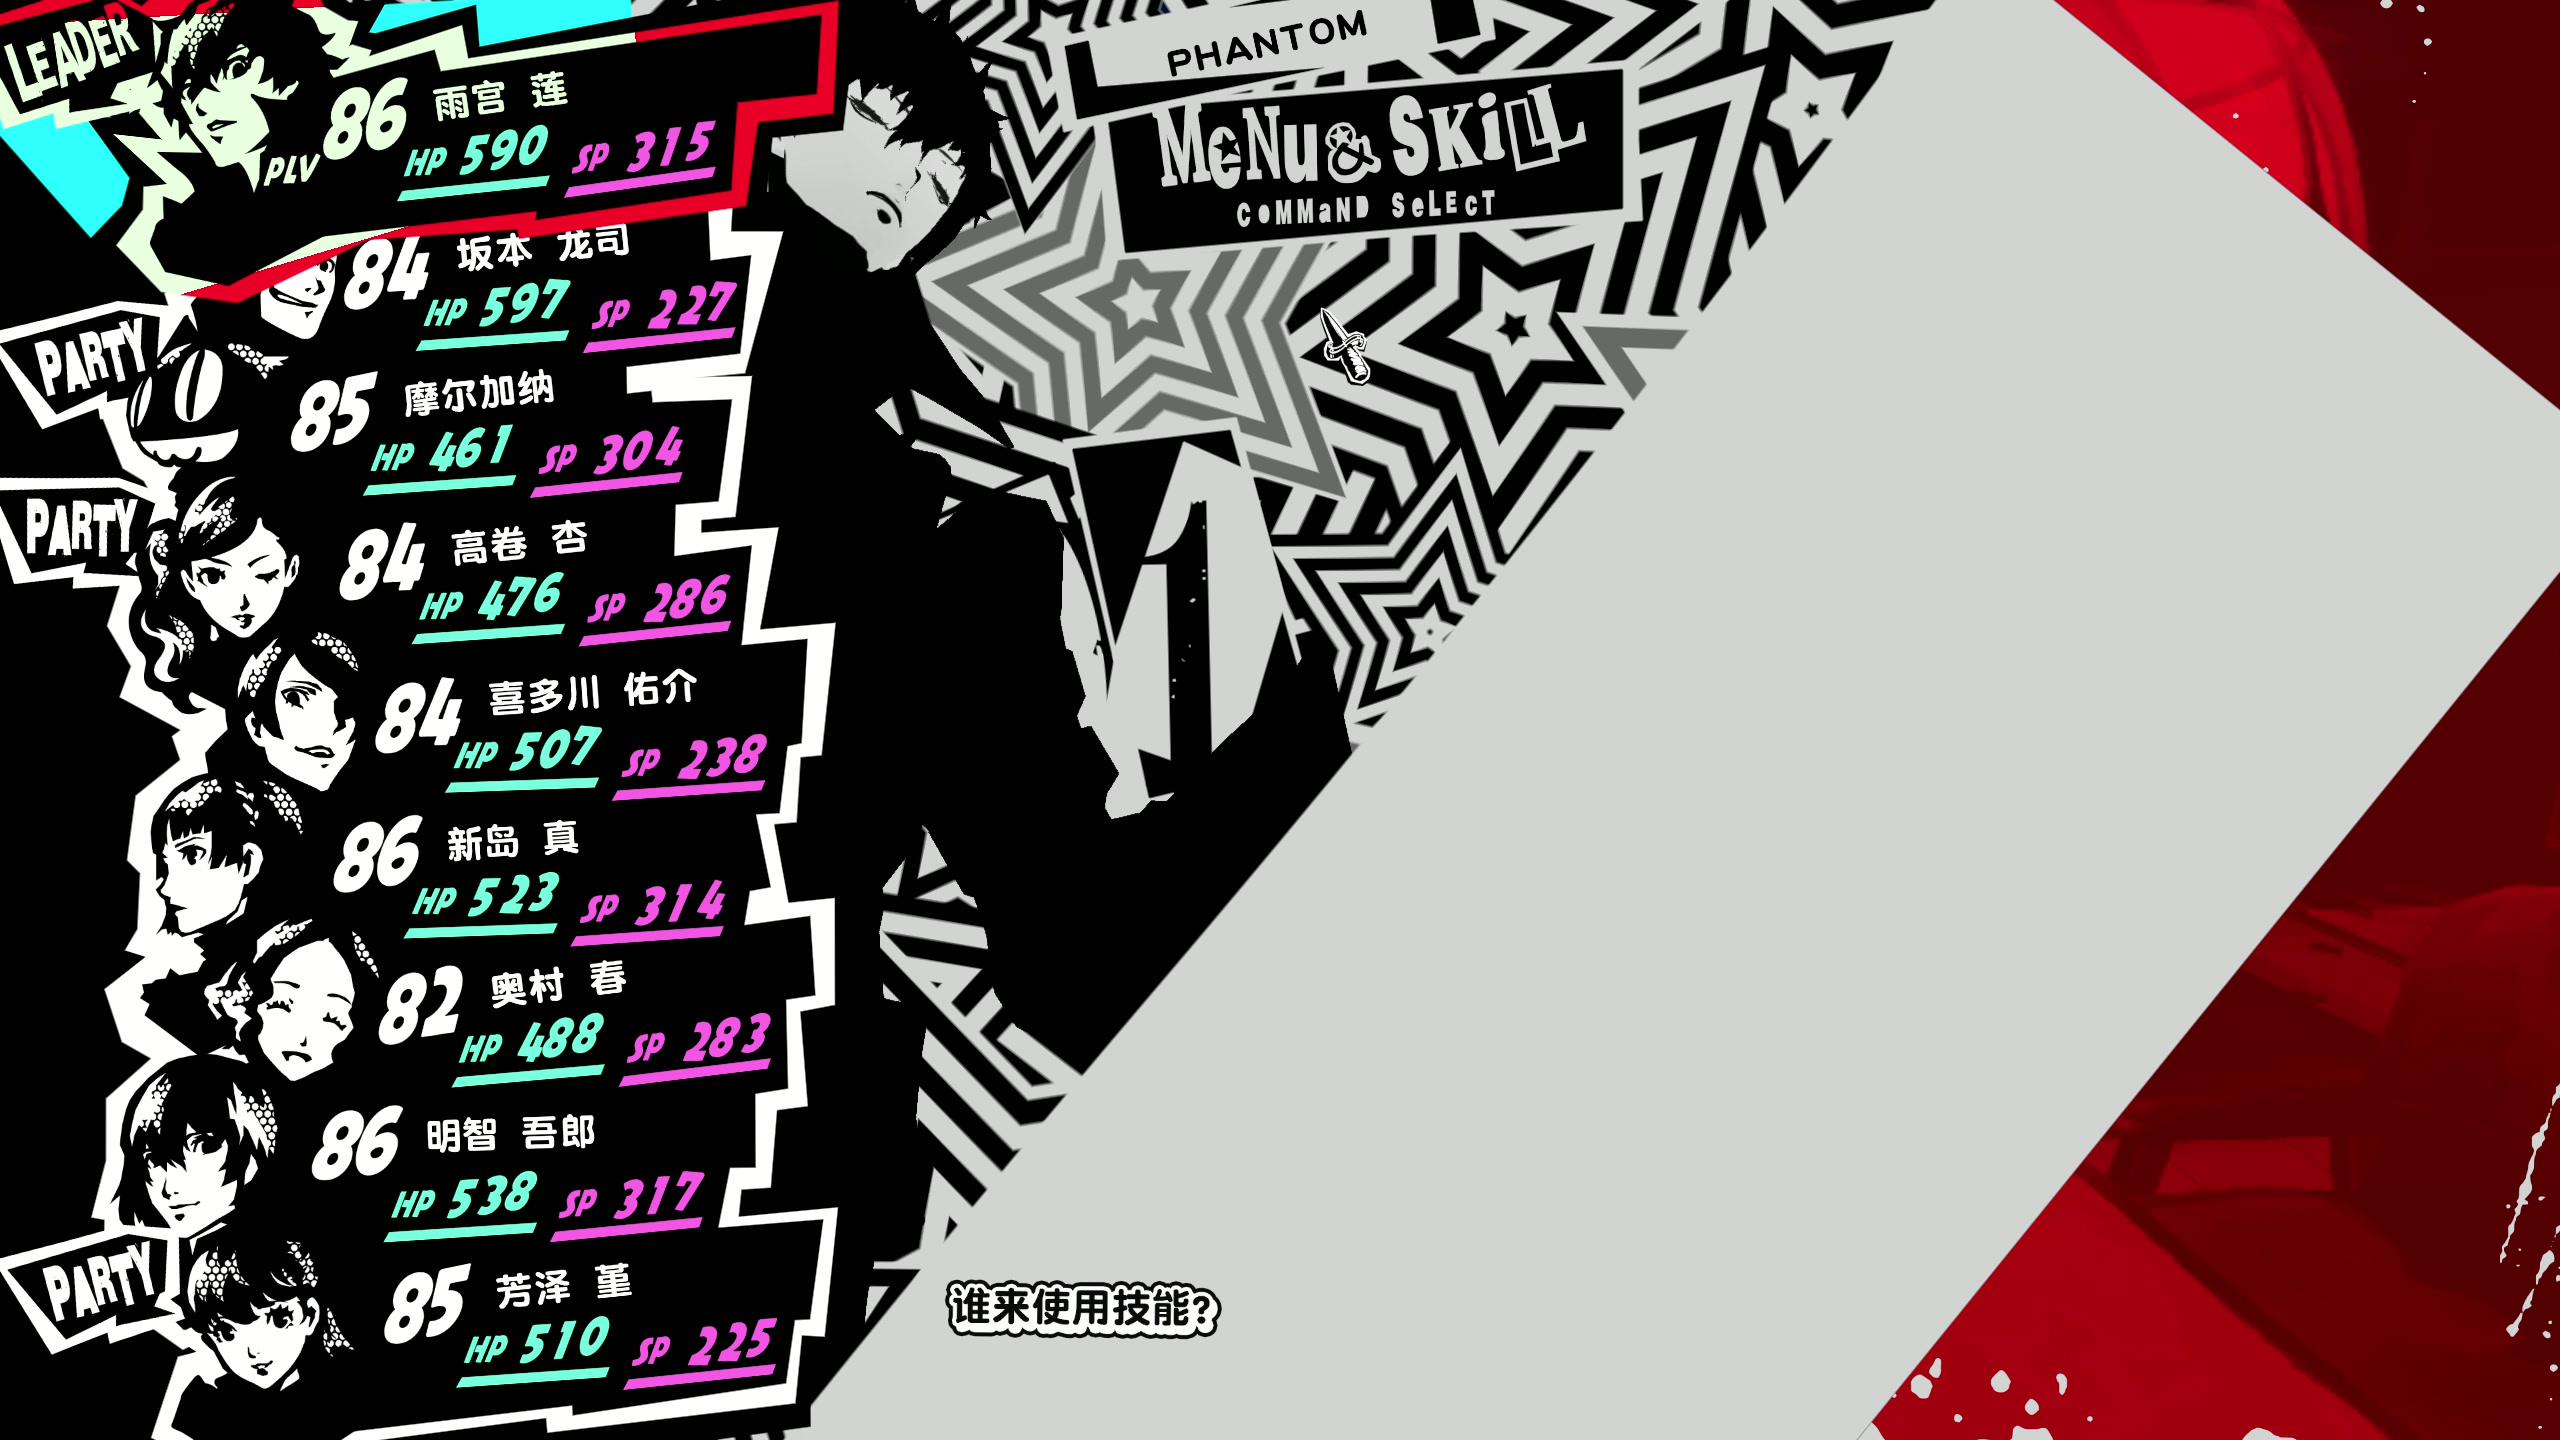 LEADER
PLV 86 雨宫 莲
HP 590 SP 315
84 坂本 龙司
HP 597 SP 227
PARTY
85 摩尔加纳
HP 461 SP 304
PARTY
84 高卷 杏
HP 476 SP 286
84 喜多川 佑介
HP 507 SP 238
86 新岛 真
HP 523 SP 314
82 奥村 春
HP 488 SP 283
86 明智 吾郎
HP 538 SP 317
PARTY
85 芳泽 堇
HP 510 SP 225
PHANTOM
MeNu & SKiLL
CoMMaND SeLEcT
1
谁来使用技能?